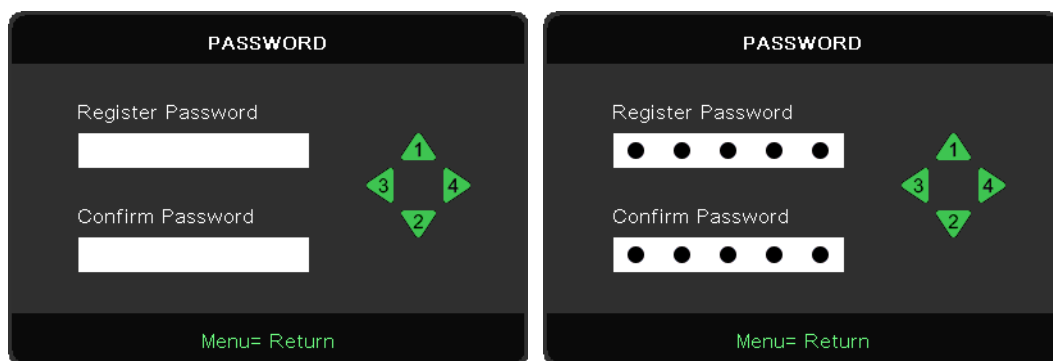 PASSWORD
Register Password
1
3 4
Confirm Password
2
Menu= Return
PASSWORD
Register Password
1
3 4
Confirm Password
2
Menu= Return